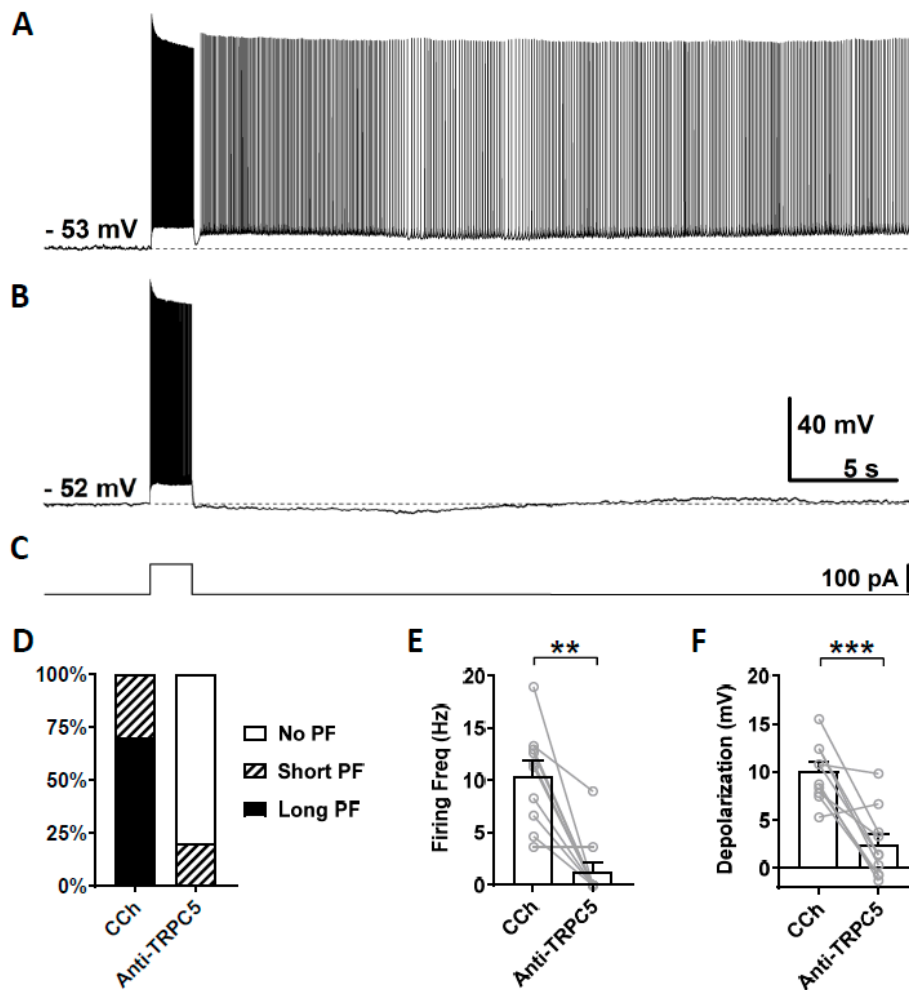 A
- 53 mV
B
40 mV
5 s
- 52 mV
C
100 pA
D
100%
75%
50%
25%
0%
CCh
Anti-TRPC5
No PF
Short PF
Long PF
E
**
Firing Freq (Hz)
20
15
10
5
0
CCh
Anti-TRPC5
F
***
Depolarization (mV)
20
15
10
5
0
CCh
Anti-TRPC5